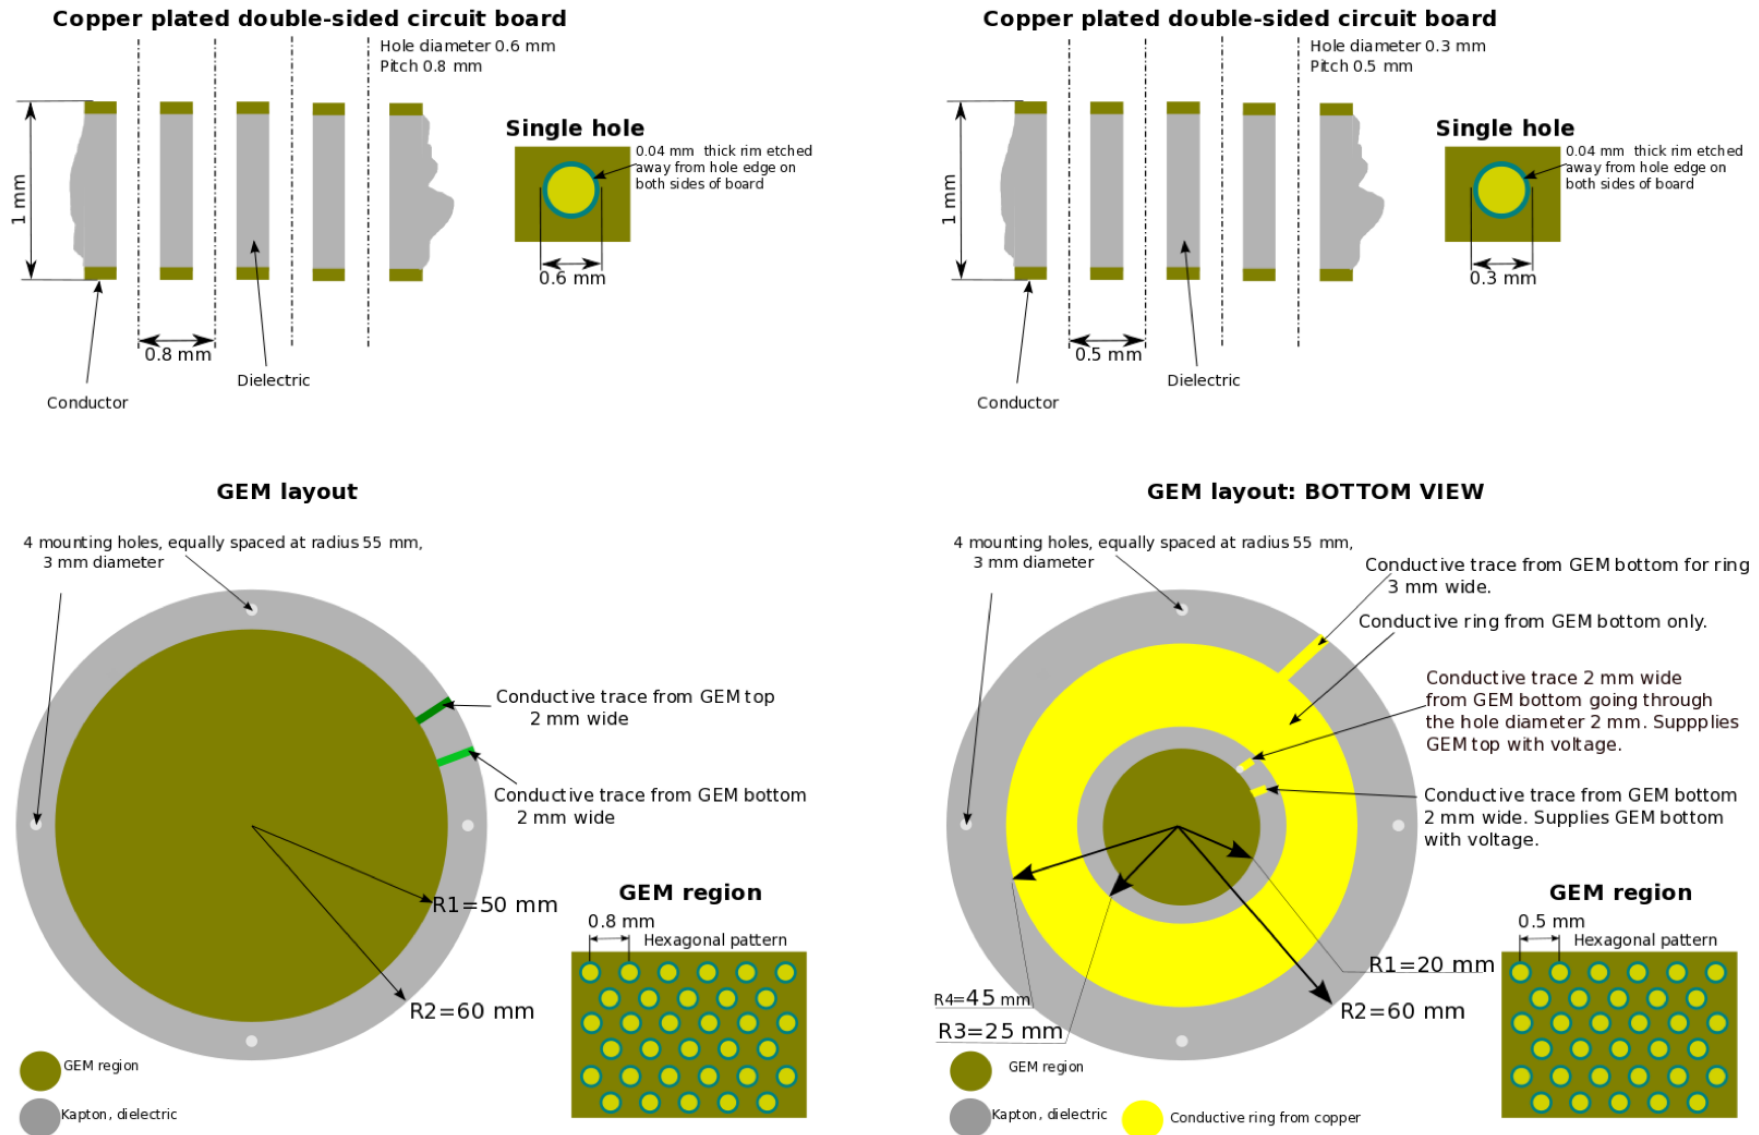 Copper plated double-sided circuit board
Hole diameter 0.6 mm
Pitch 0.8 mm
Single hole
0.04 mm thick rim etched
away from hole edge on
both sides of board
1 mm
0.6 mm
0.8 mm
Dielectric
Conductor
Copper plated double-sided circuit board
Hole diameter 0.3 mm
Pitch 0.5 mm
Single hole
0.04 mm thick rim etched
away from hole edge on
both sides of board
1 mm
0.3 mm
0.5 mm
Dielectric
Conductor
GEM layout
4 mounting holes, equally spaced at radius 55 mm,
3 mm diameter
Conductive trace from GEM top
2 mm wide
Conductive trace from GEM bottom
2 mm wide
R1=50 mm
R2=60 mm
GEM region
0.8 mm
Hexagonal pattern
GEM region
Kapton, dielectric
GEM layout: BOTTOM VIEW
4 mounting holes, equally spaced at radius 55 mm,
3 mm diameter
Conductive trace from GEM bottom for ring
3 mm wide.
Conductive ring from GEM bottom only.
Conductive trace 2 mm wide
from GEM bottom going through
the hole diameter 2 mm. Suppplies
GEM top with voltage.
Conductive trace from GEM bottom
2 mm wide. Supplies GEM bottom
with voltage.
R1=20 mm
R2=60 mm
R4=45 mm
R3=25 mm
GEM region
0.5 mm
Hexagonal pattern
GEM region
Kapton, dielectric
Conductive ring from copper